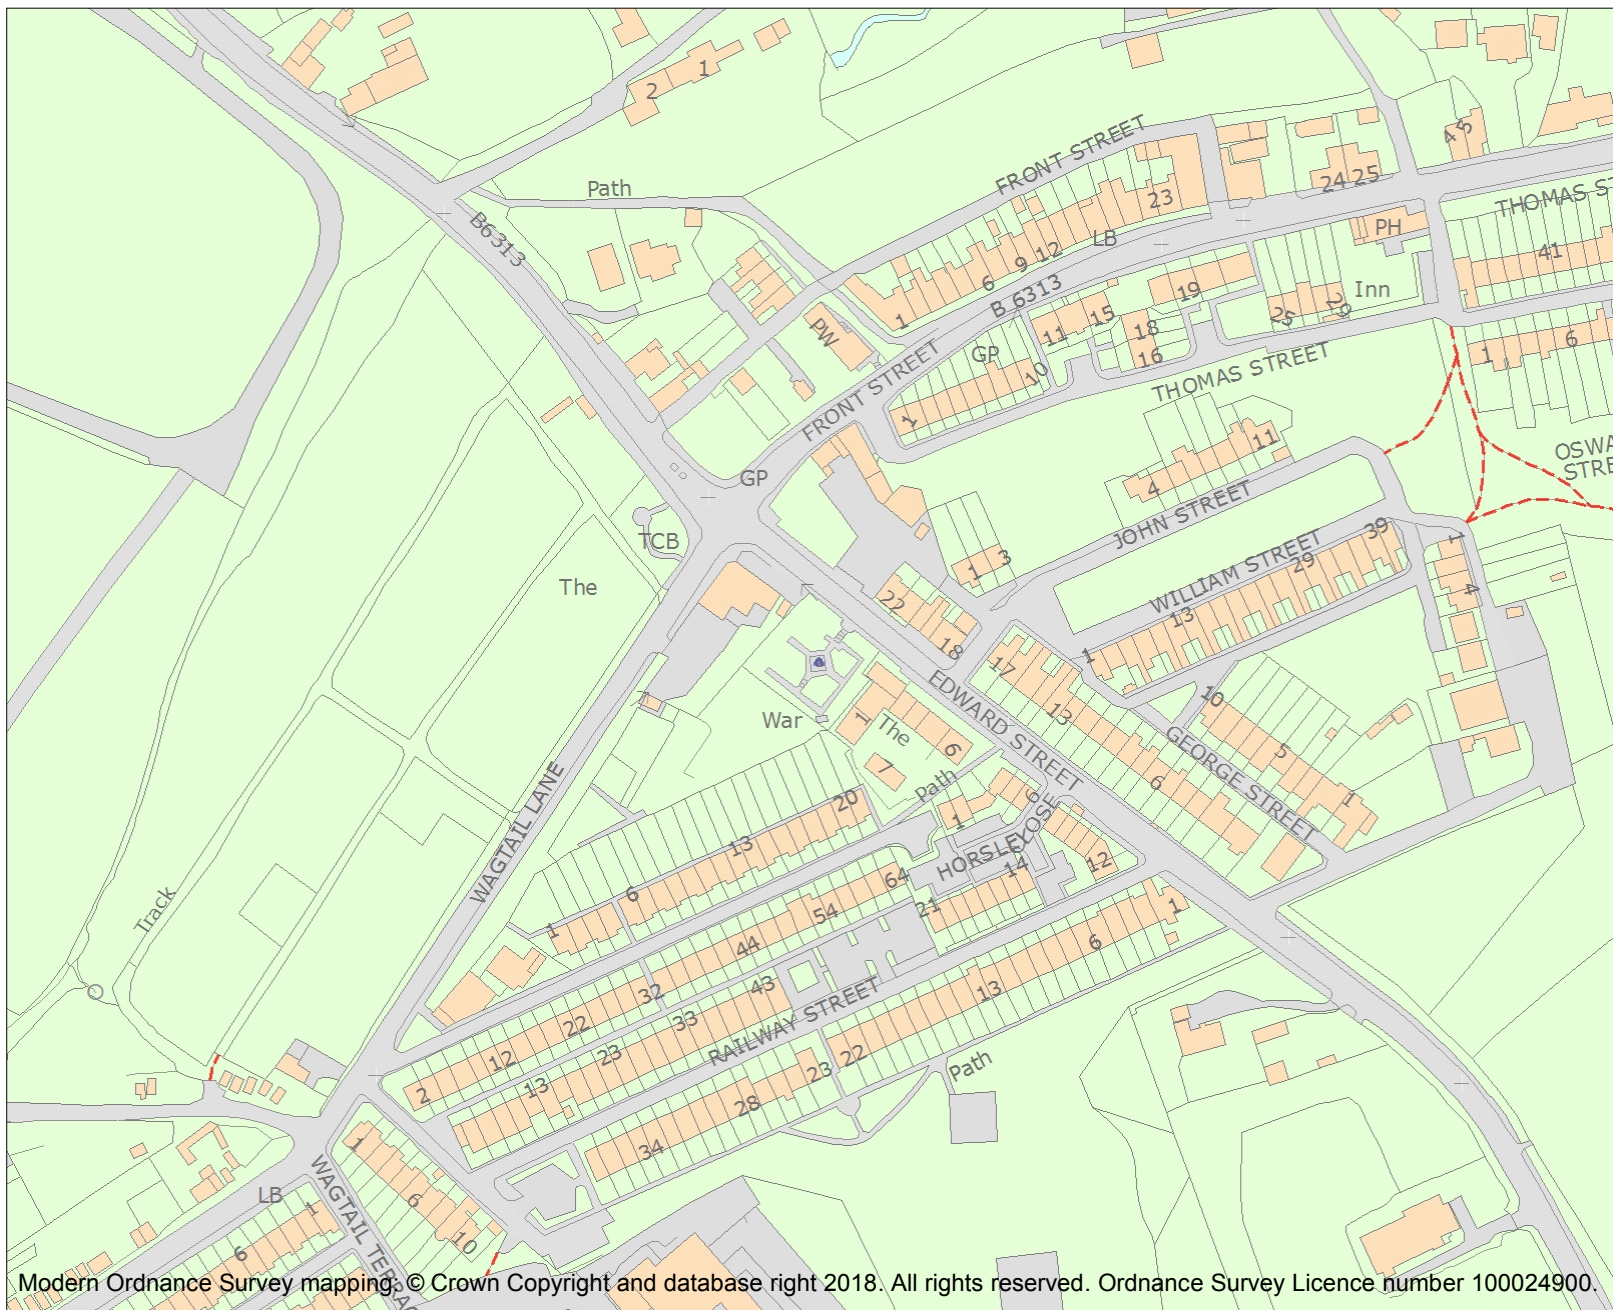 1
2
Path
FRONT STREET
4 5
24 25
23
THOMAS ST
B6313
LB
PH
41
12
9
6
1
B 6313
19
Inn
25
29
PW
11
15
18
16
GP
10
1
6
FRONT STREET
THOMAS STREET
1
11
4
OSWA
STREE
GP
JOHN STREET
TCB
WILLIAM STREET
39
29
1
4
1
3
The
22
13
18
1
17
EDWARD STREET
10
War
1
The
6
13
GEORGE STREET
5
7
6
1
Path
WAGTAIL LANE
20
6
CLOSE
1
13
HORSLEY
12
14
64
6
21
1
Track
1
54
6
44
43
13
32
33
RAILWAY STREET
22
23
22
12
13
23
Path
2
28
34
1
WAGTAIL TERRAC
LB
1
6
6
10
Modern Ordnance Survey mapping: © Crown Copyright and database right 2018. All rights reserved. Ordnance Survey Licence number 100024900.